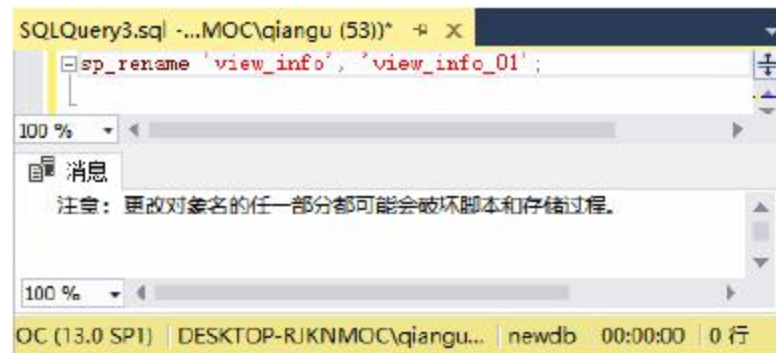 SQLQuery3.sql -...MOC\qiangu (53))*
sp_rename 'view_info', 'view_info_01';
100 %
消息
注意: 更改对象名的任一部分都可能会破坏脚本和存储过程。
100 %
OC (13.0 SP1) DESKTOP-RJKNMOC\qiangu... newdb 00:00:00 0 行